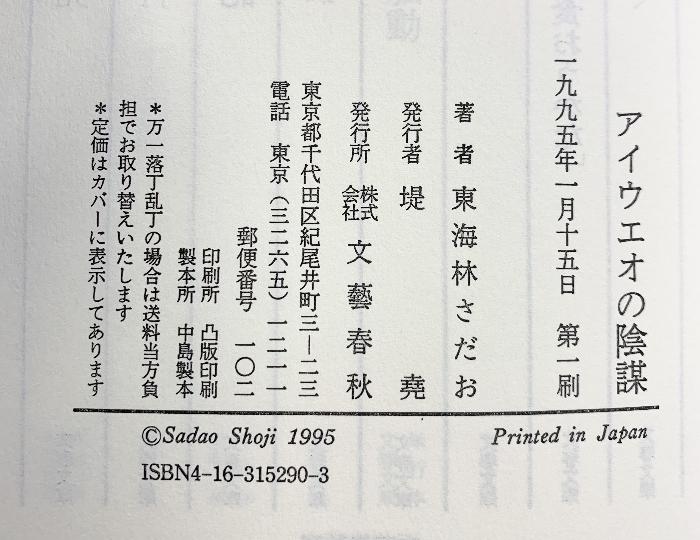 アイウエオの陰謀
一九九五年一月十五日 第一刷
著者 東海林さだお
発行者 堤 堯
発行所 株式会社 文藝春秋
東京都千代田区紀尾井町三―二三
電話 東京(三二六五)一二一一
郵便番号 一〇二
印刷所 凸版印刷
製本所 中島製本
*万一落丁乱丁の場合は送料当方負
担でお取り替えいたします
*定価はカバーに表示してあります
©Sadao Shoji 1995
Printed in Japan
ISBN4-16-315290-3